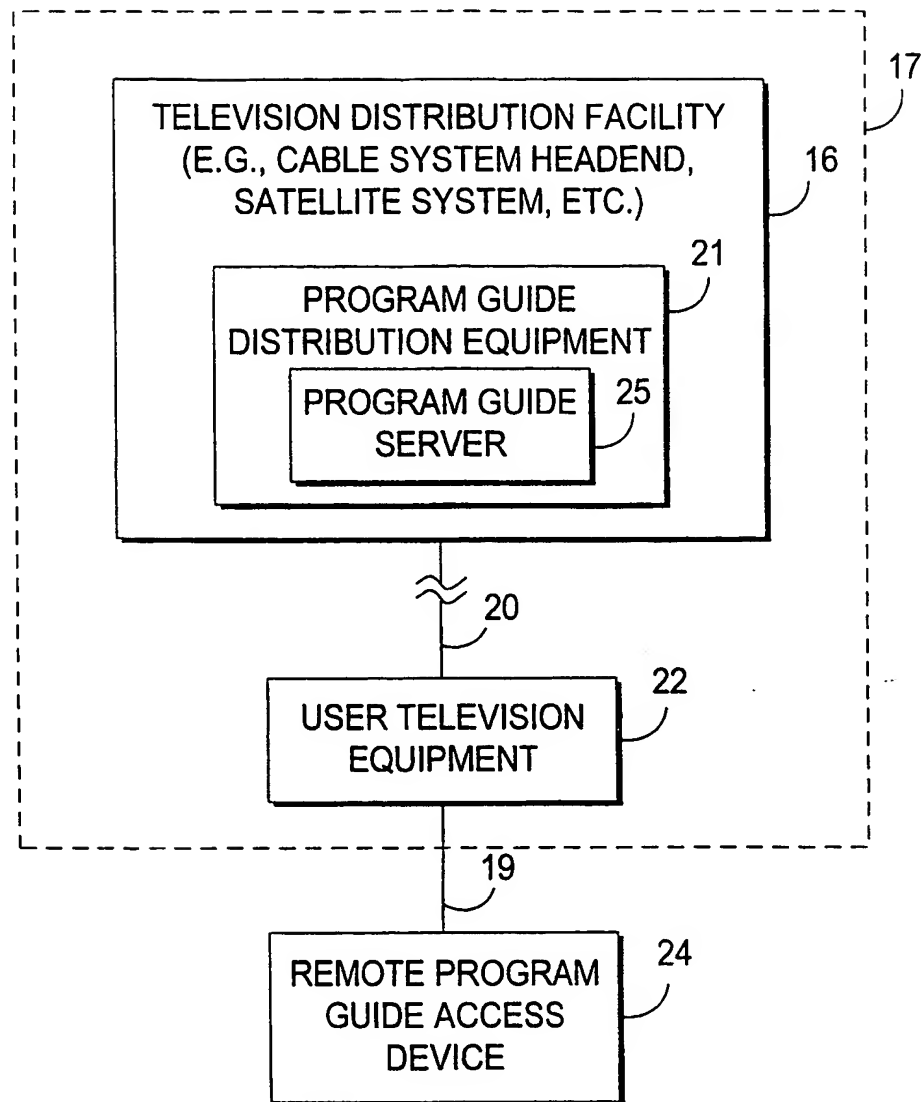 17
TELEVISION DISTRIBUTION FACILITY
(E.G., CABLE SYSTEM HEADEND,
SATELLITE SYSTEM, ETC.)
16
21
PROGRAM GUIDE
DISTRIBUTION EQUIPMENT
PROGRAM GUIDE
SERVER
25
20
USER TELEVISION
EQUIPMENT
22
19
REMOTE PROGRAM
GUIDE ACCESS
DEVICE
24